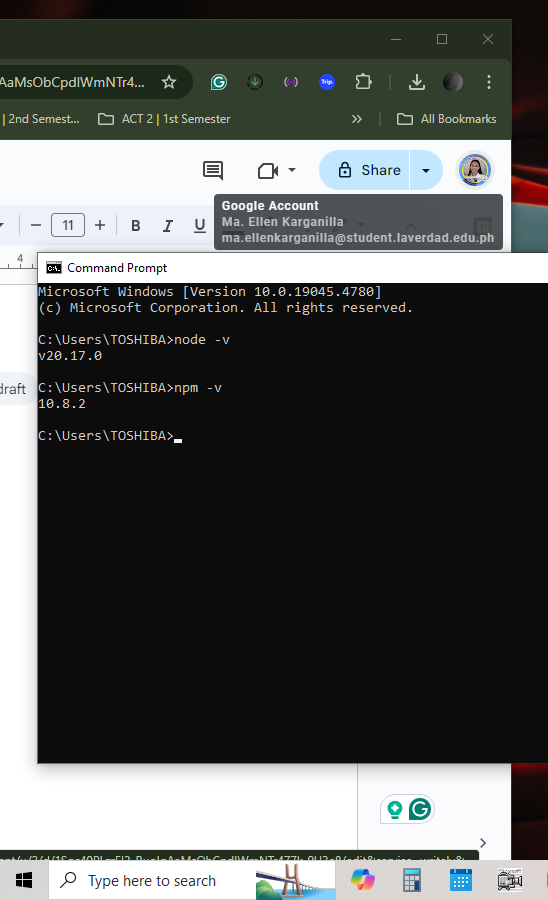 AaMsObCpdlWmNTr4...
Trip.
| 2nd Semest...
ACT 2 | 1st Semester
»
All Bookmarks
Share
Google Account
Ma. Ellen Karganilla
ma.ellenkarganilla@student.laverdad.edu.ph
11
B
I
U
4
Command Prompt
Microsoft Windows [Version 10.0.19045.4780]
(c) Microsoft Corporation. All rights reserved.
C:\Users\TOSHIBA>node -v
v20.17.0
draft
C:\Users\TOSHIBA>npm -v
10.8.2
C:\Users\TOSHIBA>
Type here to search